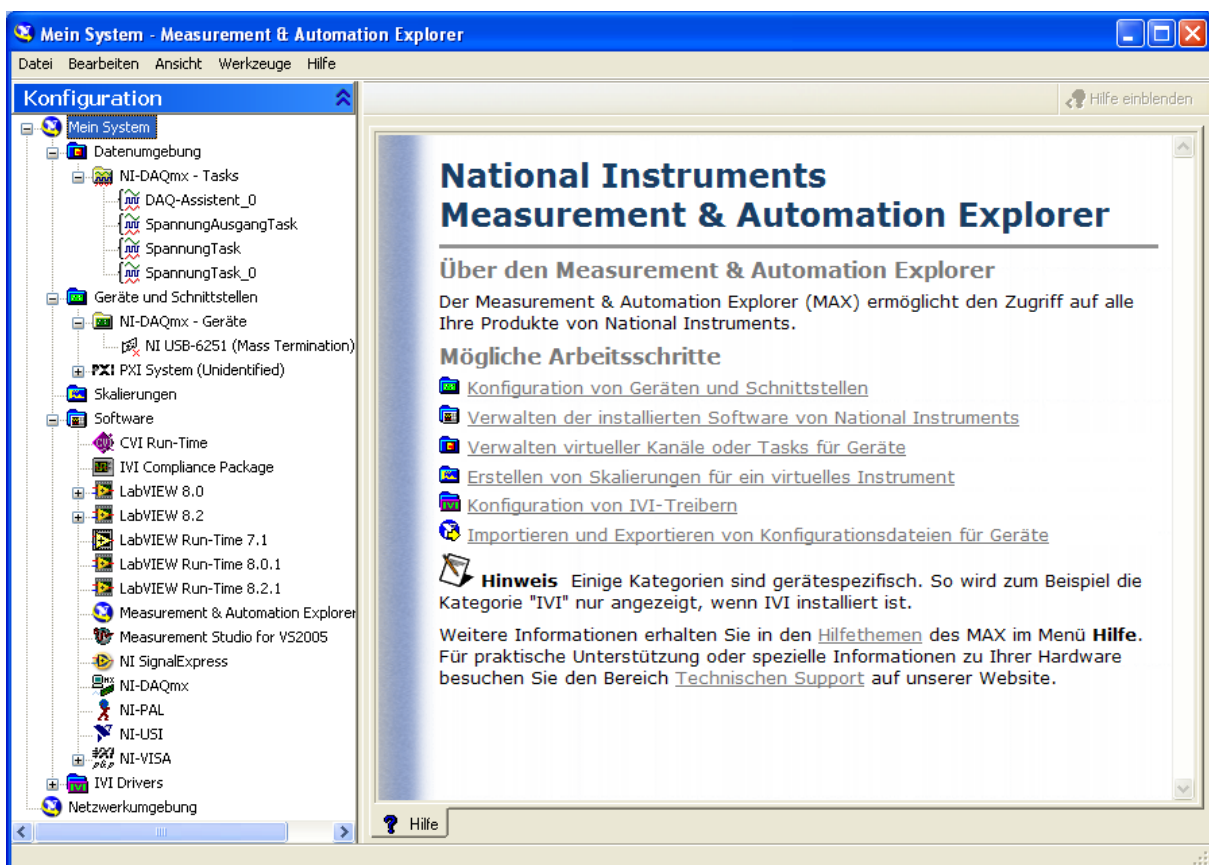 Mein System - Measurement & Automation Explorer
Datei Bearbeiten Ansicht Werkzeuge Hilfe
Konfiguration
Hilfe einblenden
Mein System
Datenumgebung
NI-DAQmx - Tasks
DAQ-Assistent_0
SpannungAusgangTask
SpannungTask
SpannungTask_0
Geräte und Schnittstellen
NI-DAQmx - Geräte
NI USB-6251 (Mass Termination)
PXI PXI System (Unidentified)
Skalierungen
Software
CVI Run-Time
IVI Compliance Package
LabVIEW 8.0
LabVIEW 8.2
LabVIEW Run-Time 7.1
LabVIEW Run-Time 8.0.1
LabVIEW Run-Time 8.2.1
Measurement & Automation Explorer
Measurement Studio for VS2005
NI SignalExpress
NI-DAQmx
NI-PAL
NI-USI
NI-VISA
IVI Drivers
Netzwerkumgebung
National Instruments
Measurement & Automation Explorer
Über den Measurement & Automation Explorer
Der Measurement & Automation Explorer (MAX) ermöglicht den Zugriff auf alle
Ihre Produkte von National Instruments.
Mögliche Arbeitsschritte
Konfiguration von Geräten und Schnittstellen
Verwalten der installierten Software von National Instruments
Verwalten virtueller Kanäle oder Tasks für Geräte
Erstellen von Skalierungen für ein virtuelles Instrument
Konfiguration von IVI-Treibern
Importieren und Exportieren von Konfigurationsdateien für Geräte
Hinweis Einige Kategorien sind gerätespezifisch. So wird zum Beispiel die
Kategorie "IVI" nur angezeigt, wenn IVI installiert ist.
Weitere Informationen erhalten Sie in den Hilfethemen des MAX im Menü Hilfe.
Für praktische Unterstützung oder spezielle Informationen zu Ihrer Hardware
besuchen Sie den Bereich Technischen Support auf unserer Website.
Hilfe